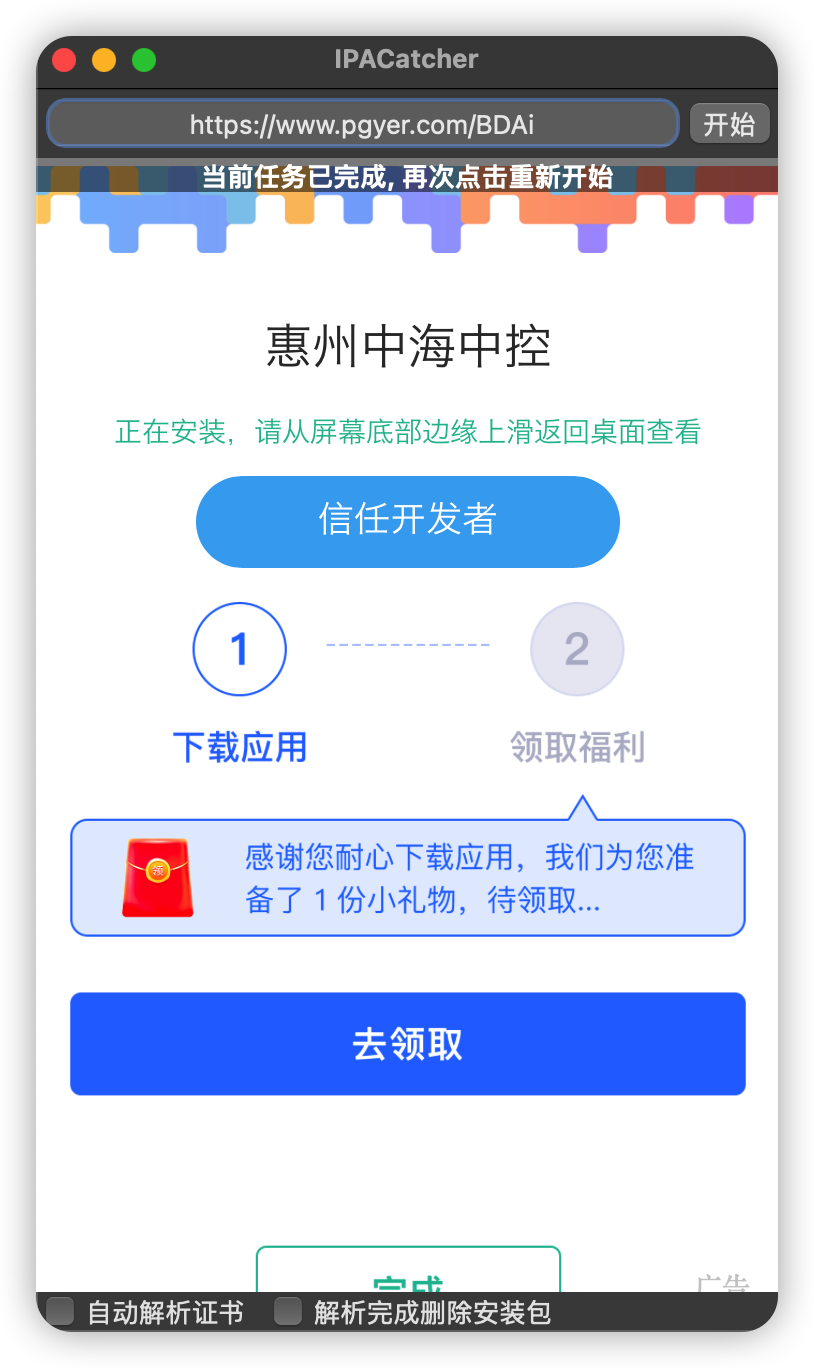 IPACatcher
https://www.pgyer.com/BDAi
开始
当前任务已完成, 再次点击重新开始
惠州中海中控
正在安装，请从屏幕底部边缘上滑返回桌面查看
信任开发者
1
2
下载应用
领取福利
领
感谢您耐心下载应用，我们为您准
备了 1 份小礼物，待领取...
去领取
完成
广告
自动解析证书
解析完成删除安装包